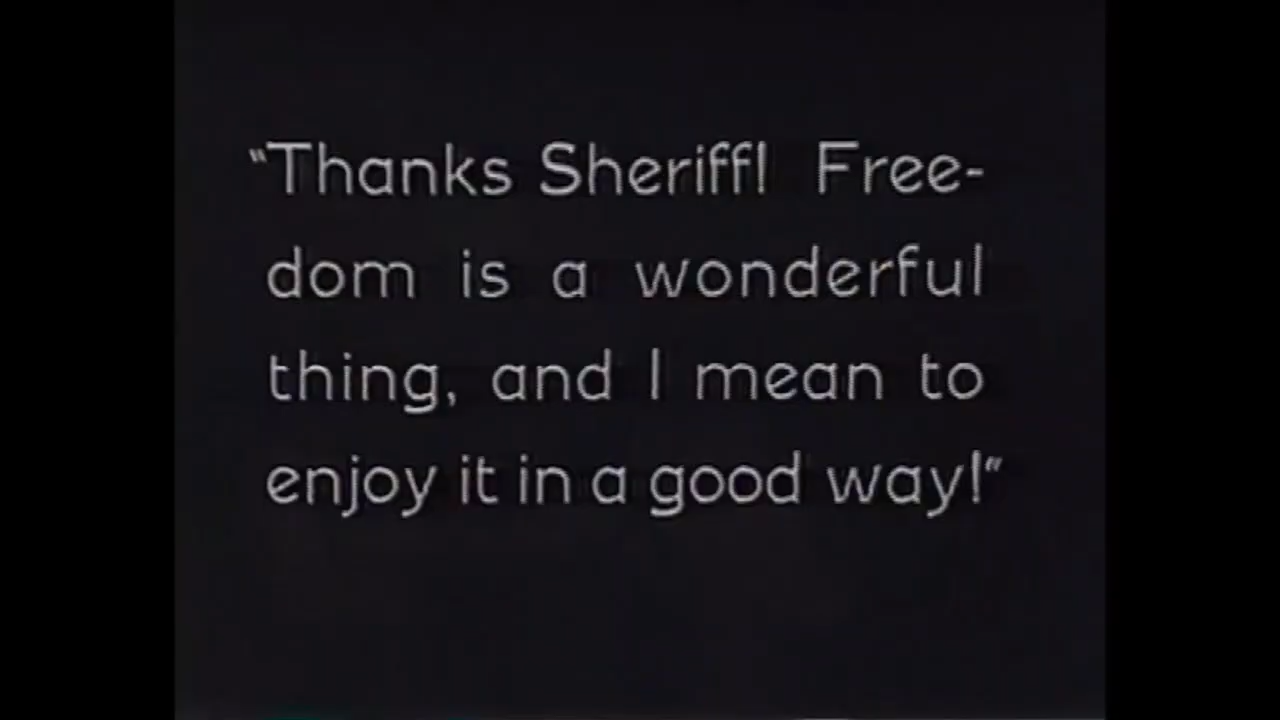 “Thanks Sheriff! Free-
dom is a wonderful
thing, and I mean to
enjoy it in a good way!”